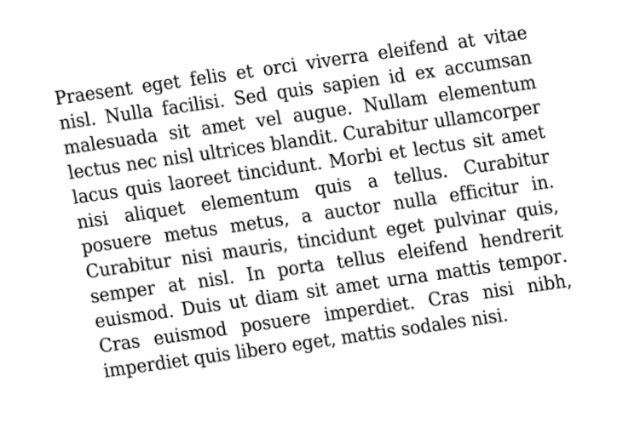 Praesent eget felis et orci viverra eleifend at vitae
nisl. Nulla facilisi. Sed quis sapien id ex accumsan
malesuada sit amet vel augue. Nullam elementum
lectus nec nisl ultrices blandit. Curabitur ullamcorper
lacus quis laoreet tincidunt. Morbi et lectus sit amet
nisi aliquet elementum quis a tellus. Curabitur
posuere metus metus, a auctor nulla efficitur in.
Curabitur nisi mauris, tincidunt eget pulvinar quis,
semper at nisl. In porta tellus eleifend hendrerit
euismod. Duis ut diam sit amet urna mattis tempor.
Cras euismod posuere imperdiet. Cras nisi nibh,
imperdiet quis libero eget, mattis sodales nisi.